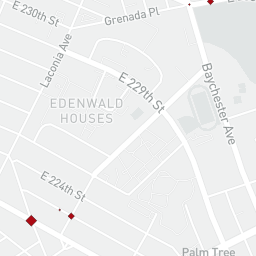 E 230th St
Grenada Pl
Laconia Ave
E 229th St
EDENWALD
HOUSES
Baychester Ave
E 224th St
Palm Tree